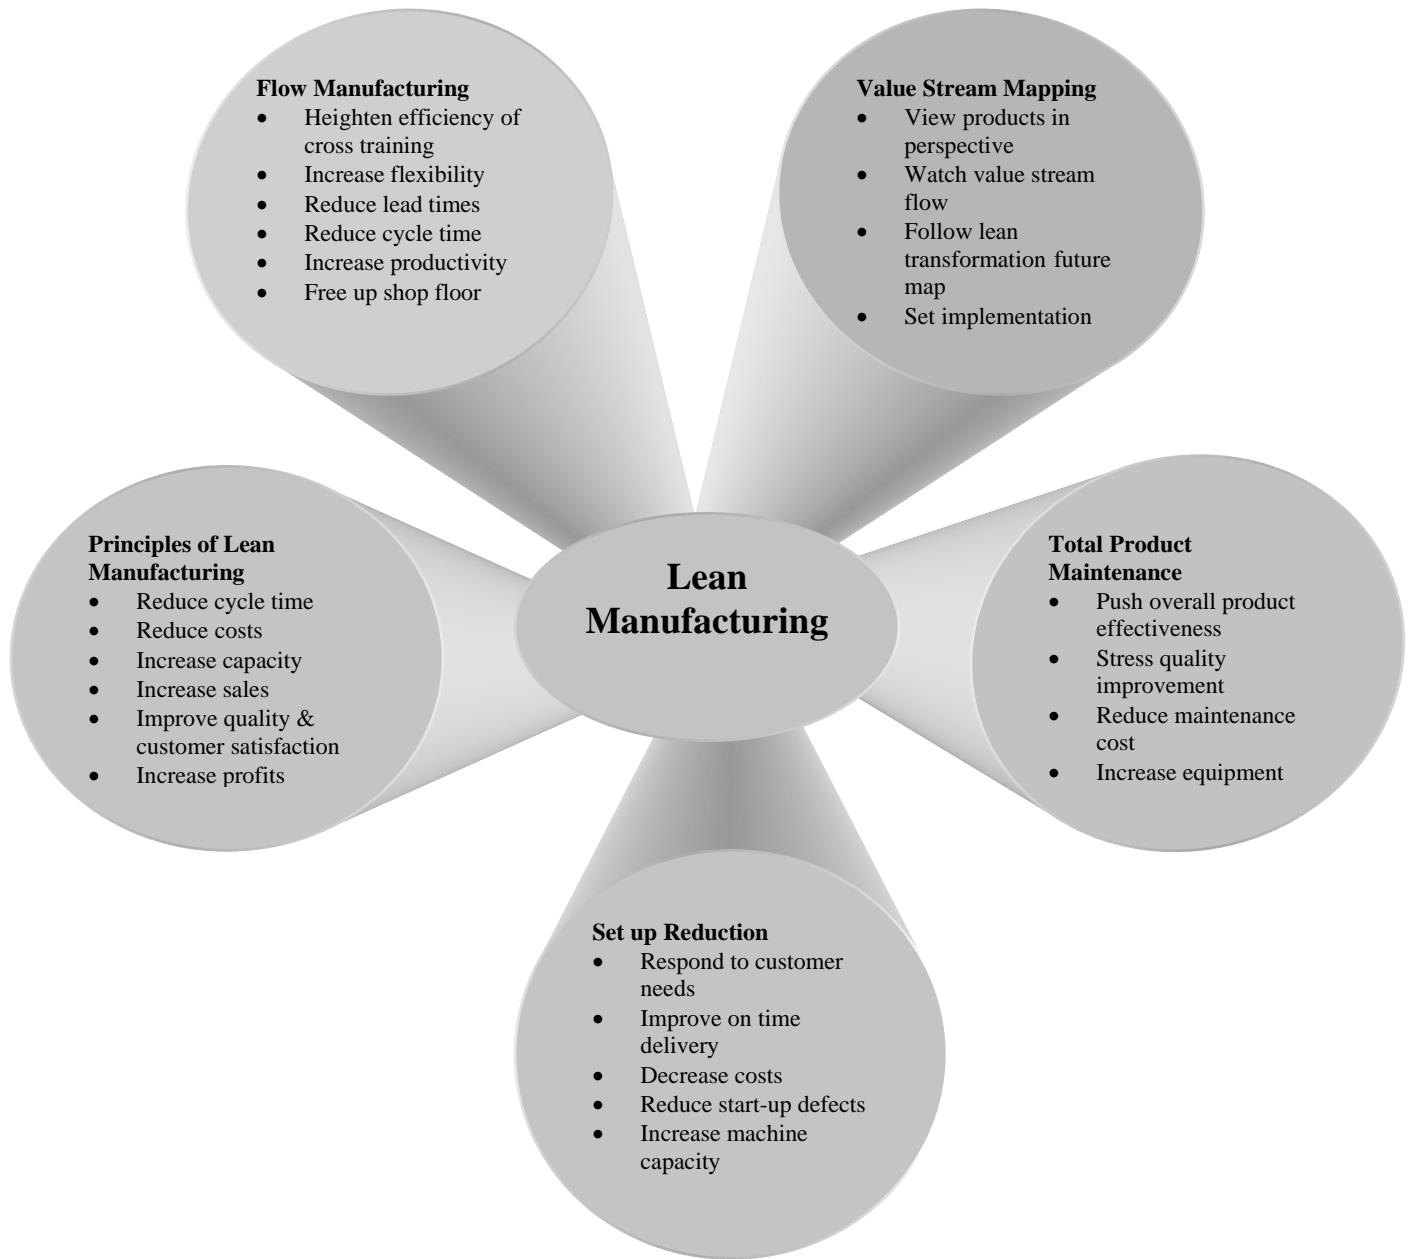 Flow Manufacturing
• Heighten efficiency of
cross training
• Increase flexibility
• Reduce lead times
• Reduce cycle time
• Increase productivity
• Free up shop floor
Value Stream Mapping
• View products in
perspective
• Watch value stream
flow
• Follow lean
transformation future
map
• Set implementation
Principles of Lean
Manufacturing
• Reduce cycle time
• Reduce costs
• Increase capacity
• Increase sales
• Improve quality &
customer satisfaction
• Increase profits
Lean
Manufacturing
Total Product
Maintenance
• Push overall product
effectiveness
• Stress quality
improvement
• Reduce maintenance
cost
• Increase equipment
Set up Reduction
• Respond to customer
needs
• Improve on time
delivery
• Decrease costs
• Reduce start-up defects
• Increase machine
capacity